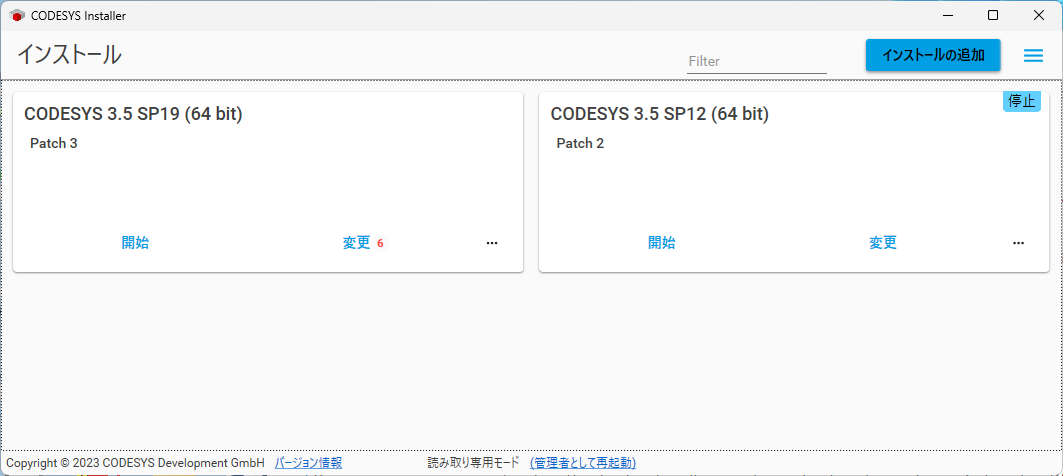 CODESYS Installer
インストール
Filter
インストールの追加
CODESYS 3.5 SP19 (64 bit)
Patch 3
開始
変更 6
...
停止
CODESYS 3.5 SP12 (64 bit)
Patch 2
開始
変更
...
Copyright © 2023 CODESYS Development GmbH バージョン情報 読み取り専用モード (管理者として再起動)